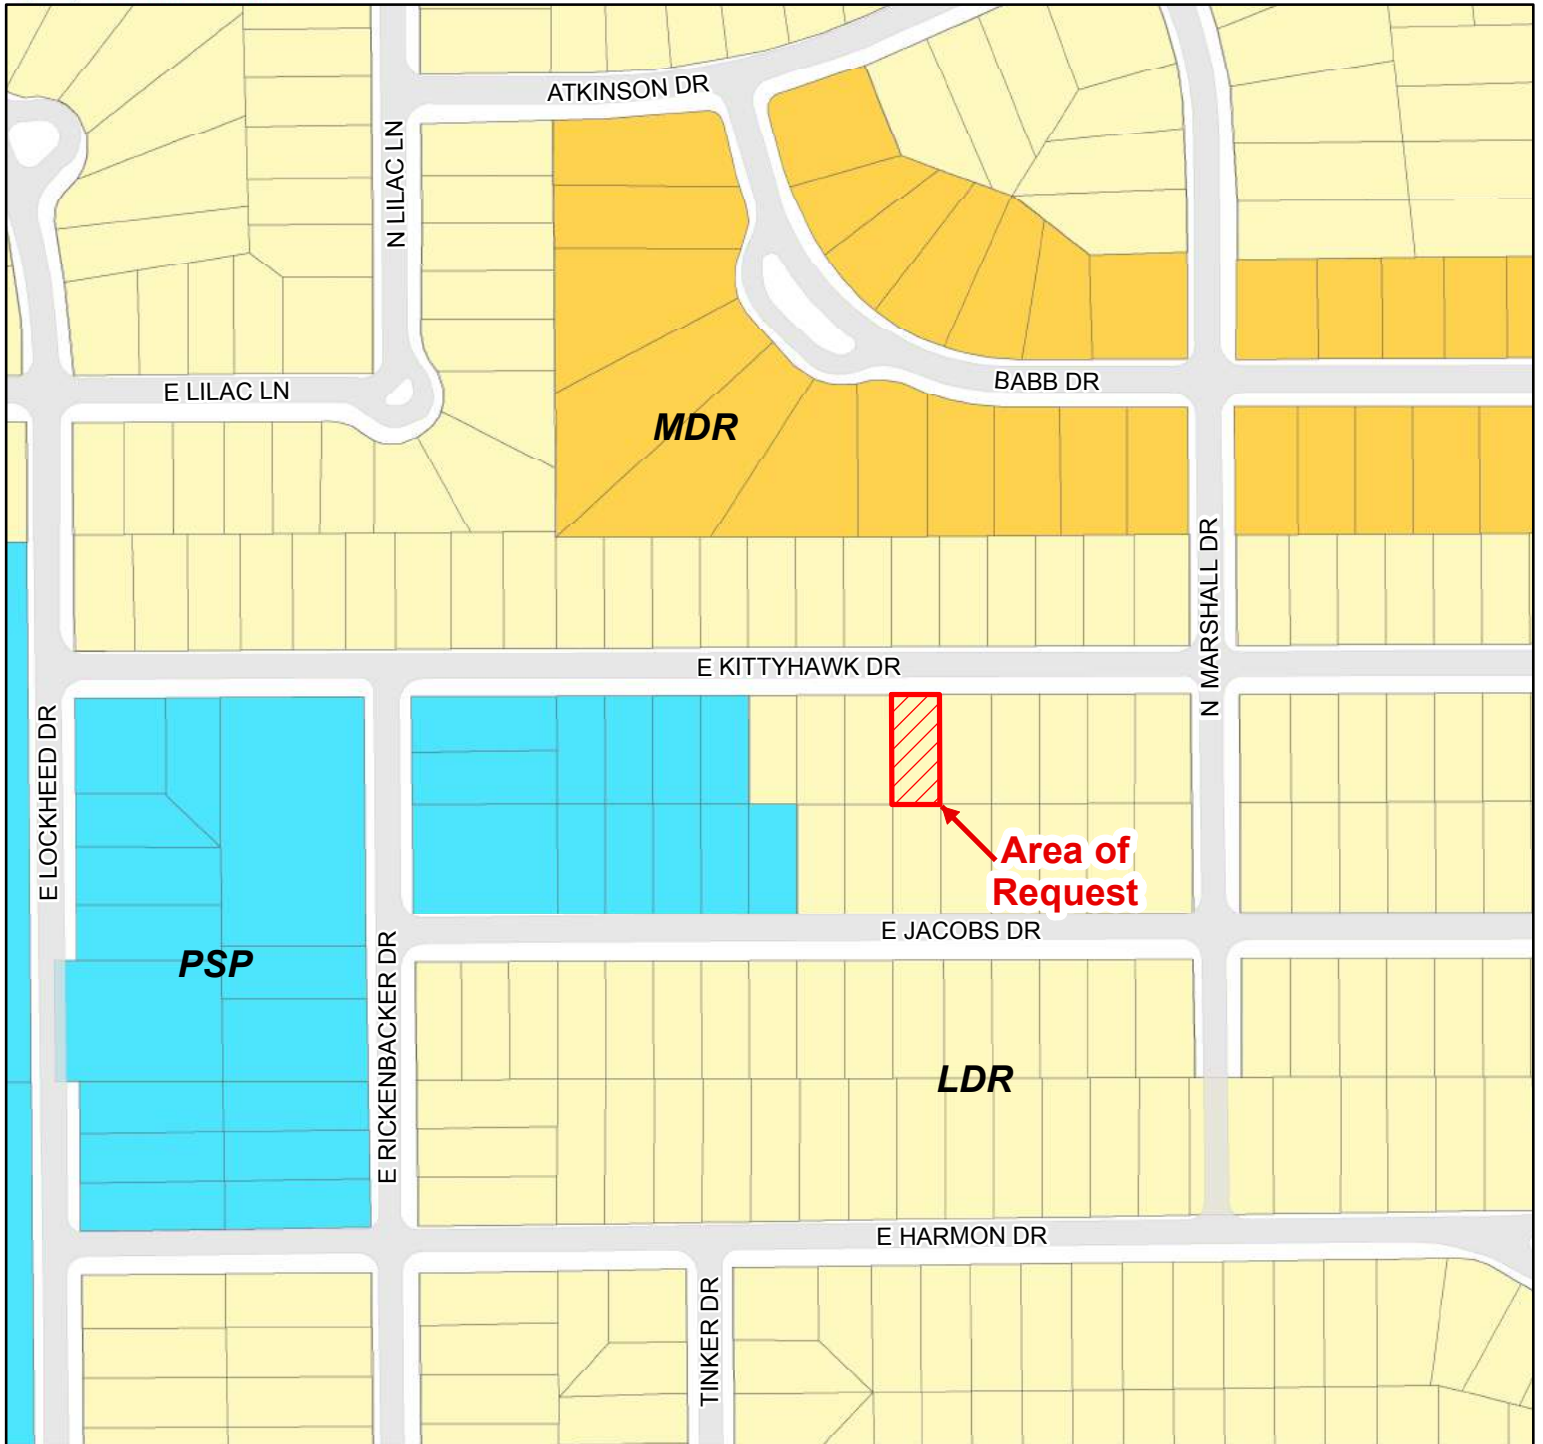 ATKINSON DR
N LILAC LN
E LILAC LN
BABB DR
MDR
N MARSHALL DR
E KITTYHAWK DR
E LOCKHEED DR
Area of
Request
E JACOBS DR
PSP
E RICKENBACKER DR
LDR
E HARMON DR
TINKER DR